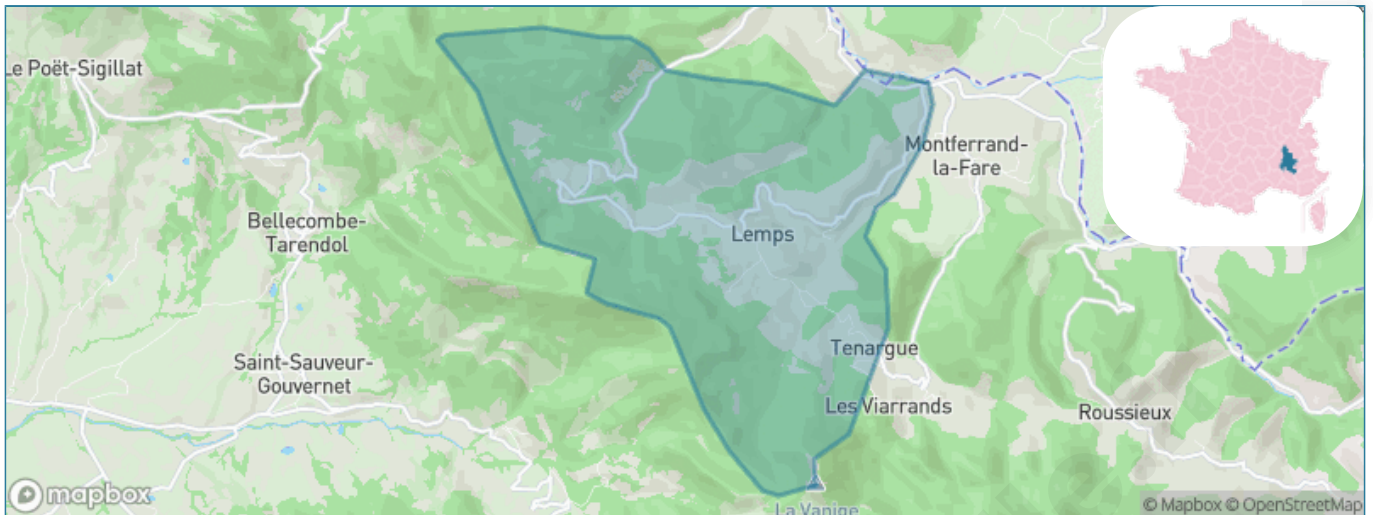 Le Poët-Sigillat
Montferrand-
la-Fare
Bellecombe-
Tarendol
Lemps
Tenargue
Saint-Sauveur-
Gouvernet
Les Viarrands
Roussieux
La Vanige
mapbox
© Mapbox © OpenStreetMap